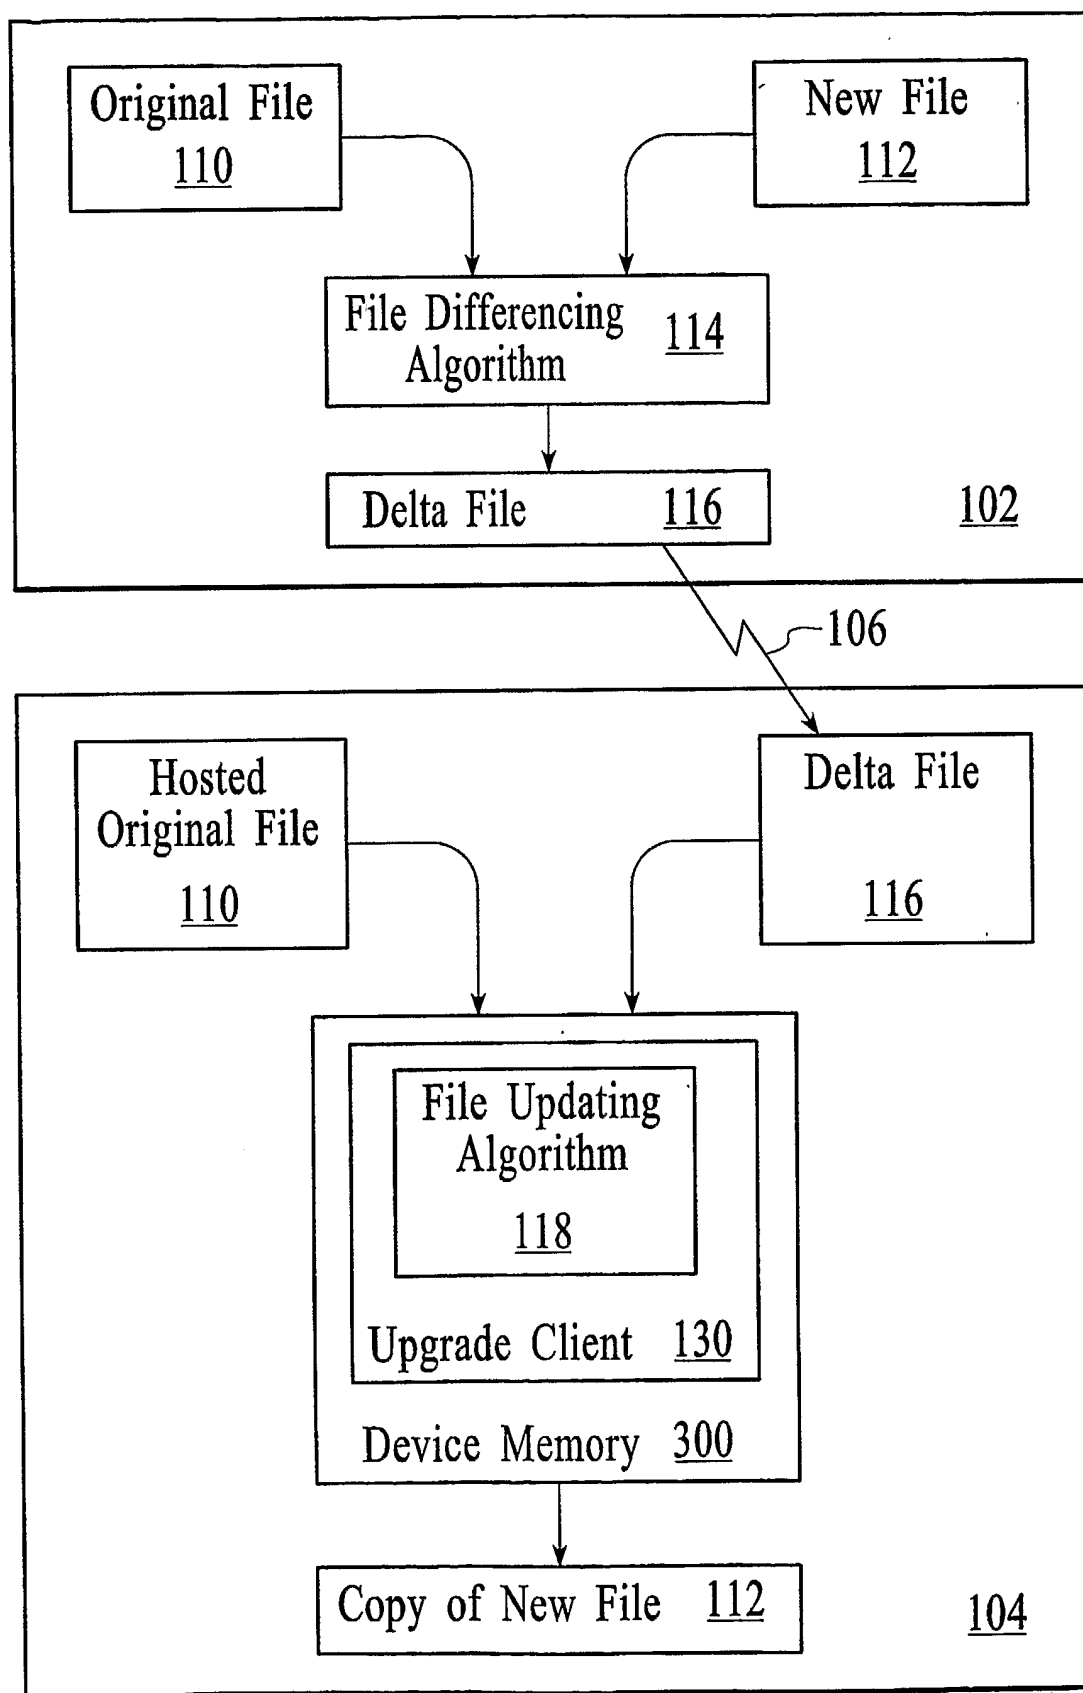 Original File
110
New File
112
File Differencing
Algorithm
114
Delta File 116
102
106
Hosted
Original File
110
Delta File
116
File Updating
Algorithm
118
Upgrade Client 130
Device Memory 300
Copy of New File 112
104